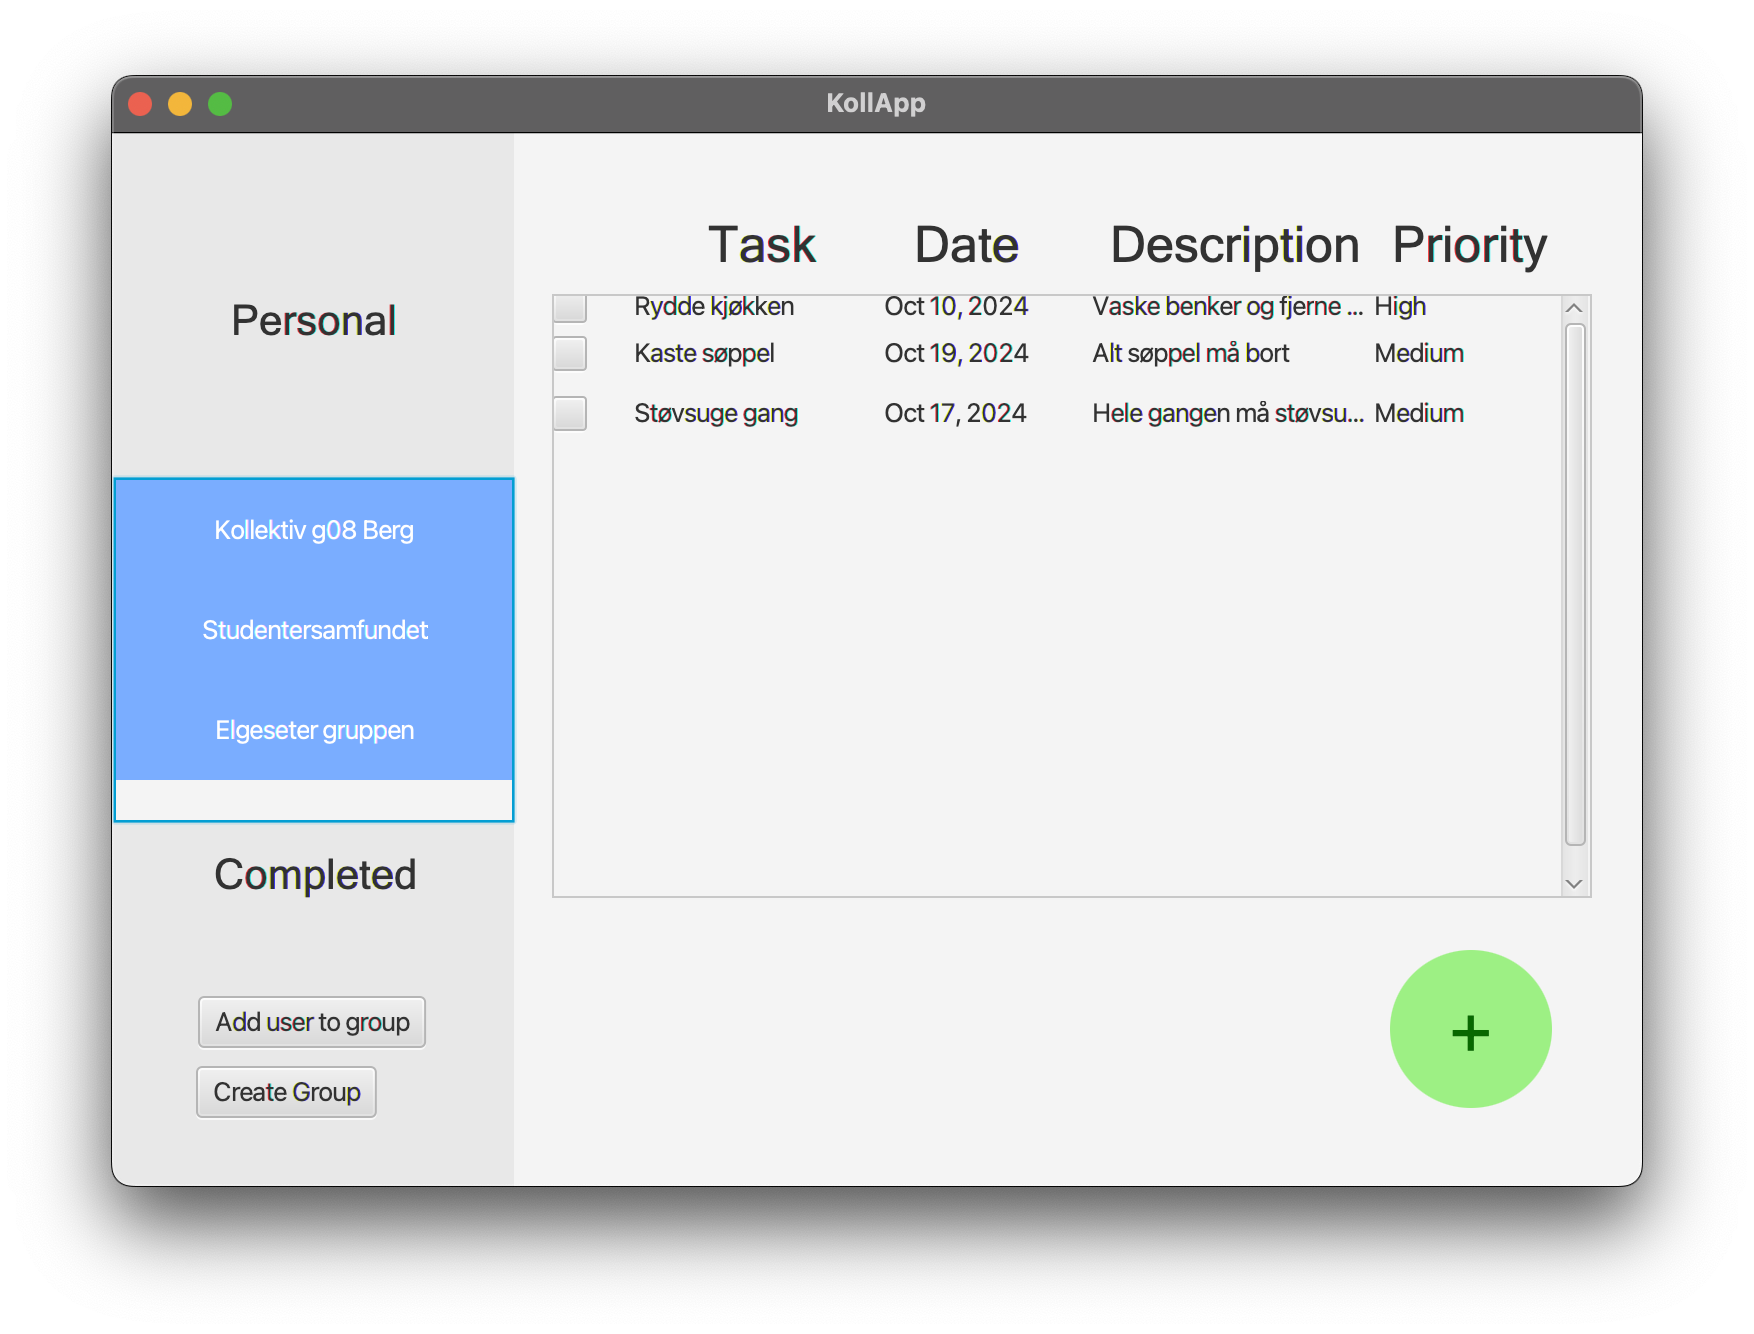 KollApp
Personal
Kollektiv g08 Berg
Studentersamfundet
Elgeseter gruppen
Completed
Add user to group
Create Group
Task Date Description Priority
Rydde kjøkken Oct 10, 2024 Vaske benker og fjerne ... High
Kaste søppel Oct 19, 2024 Alt søppel må bort Medium
Støvsuge gang Oct 17, 2024 Hele gangen må støvsu... Medium
+